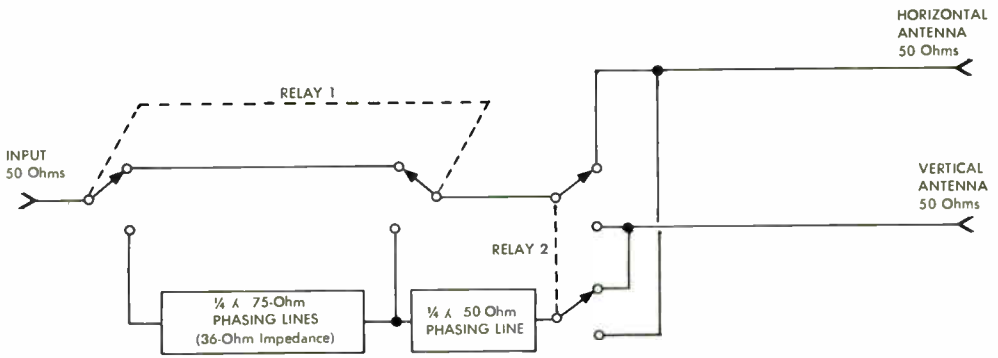 HORIZONTAL
ANTENNA
50 Ohms
RELAY 1
INPUT
50 Ohms
VERTICAL
ANTENNA
50 Ohms
RELAY 2
¼ λ 75-Ohm
PHASING LINES
(36-Ohm Impedance)
¼ λ 50 Ohm
PHASING LINE